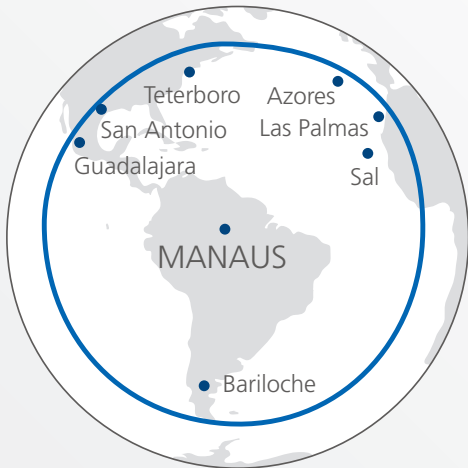 Teterboro
Azores
San Antonio
Las Palmas
Guadalajara
Sal
MANAUS
Bariloche